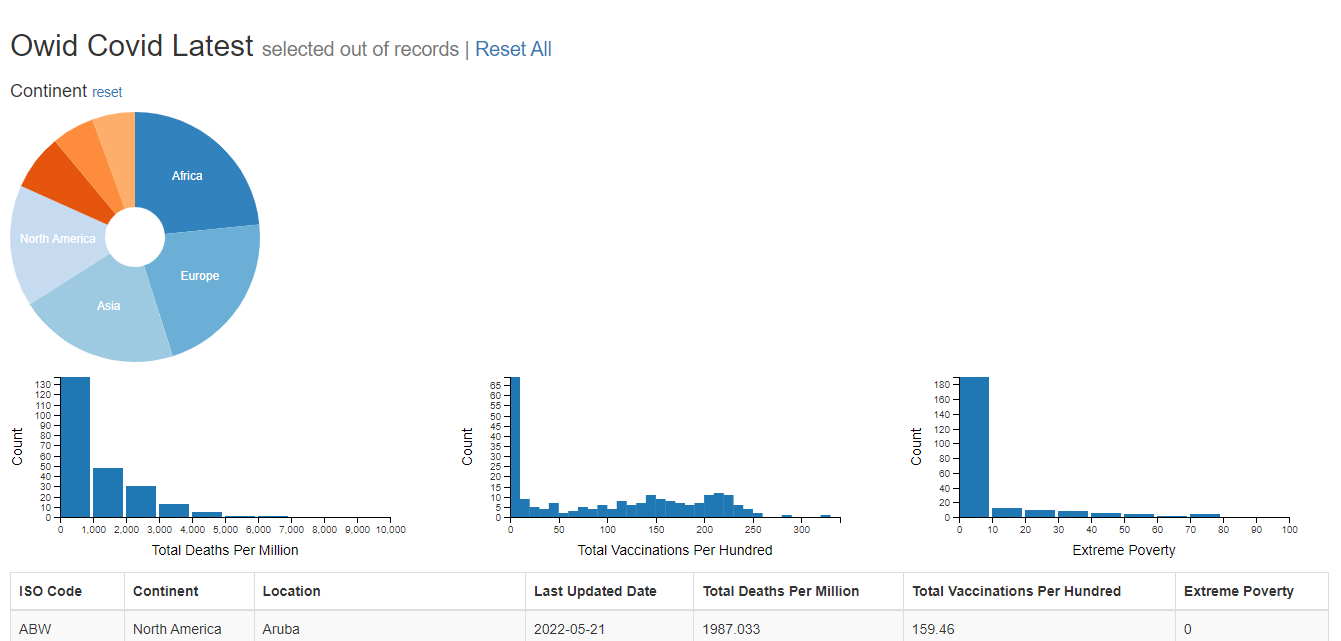 Owid Covid Latest selected out of records | Reset All
Continent reset
Africa
North America
Europe
Asia
130
120
110
100
90
80
70
60
50
40
30
20
10
0
Count
0 1,000 2,000 3,000 4,000 5,000 6,000 7,000 8,000 9,000 10,000
Total Deaths Per Million
65
60
55
50
45
40
35
30
25
20
15
10
5
0
Count
0 50 100 150 200 250 300
Total Vaccinations Per Hundred
180
160
140
120
100
80
60
40
20
0
Count
0 10 20 30 40 50 60 70 80 90 100
Extreme Poverty
ISO Code Continent Location Last Updated Date Total Deaths Per Million Total Vaccinations Per Hundred Extreme Poverty
ABW North America Aruba 2022-05-21 1987.033 159.46 0